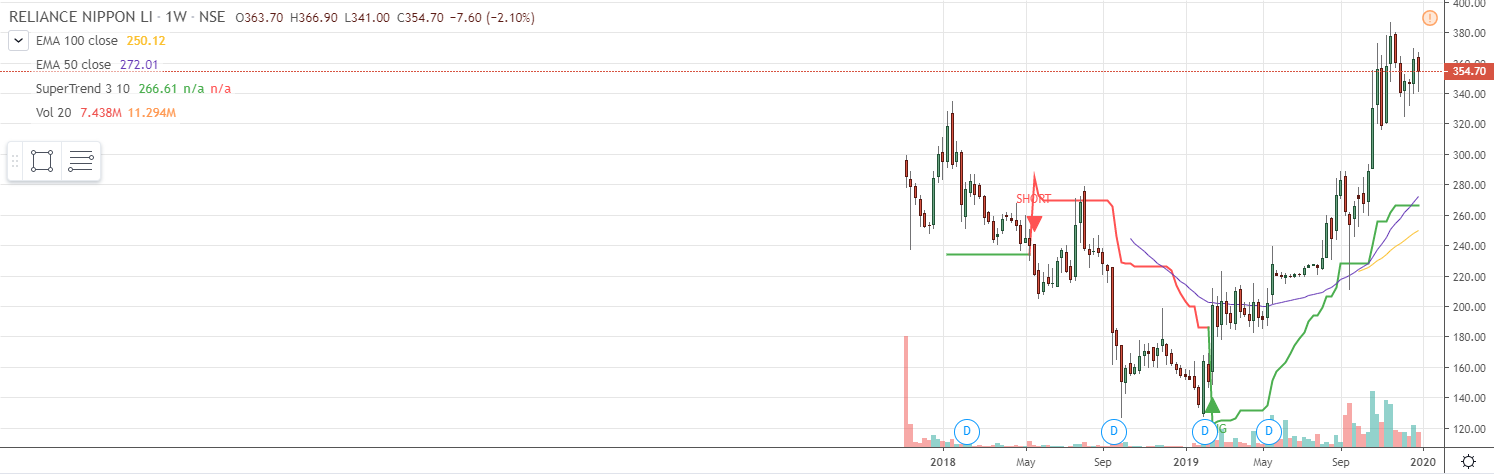 RELIANCE NIPPON LI · 1W · NSE O363.70 H366.90 L341.00 C354.70 −7.60 (−2.10%)
EMA 100 close 250.12
EMA 50 close 272.01
SuperTrend 3 10 266.61 n/a n/a
Vol 20 7.438M 11.294M
SHORT
400.00
380.00
360.00
354.70
340.00
320.00
300.00
280.00
260.00
240.00
220.00
200.00
180.00
160.00
140.00
120.00
D D D D
2018 May Sep 2019 May Sep 2020